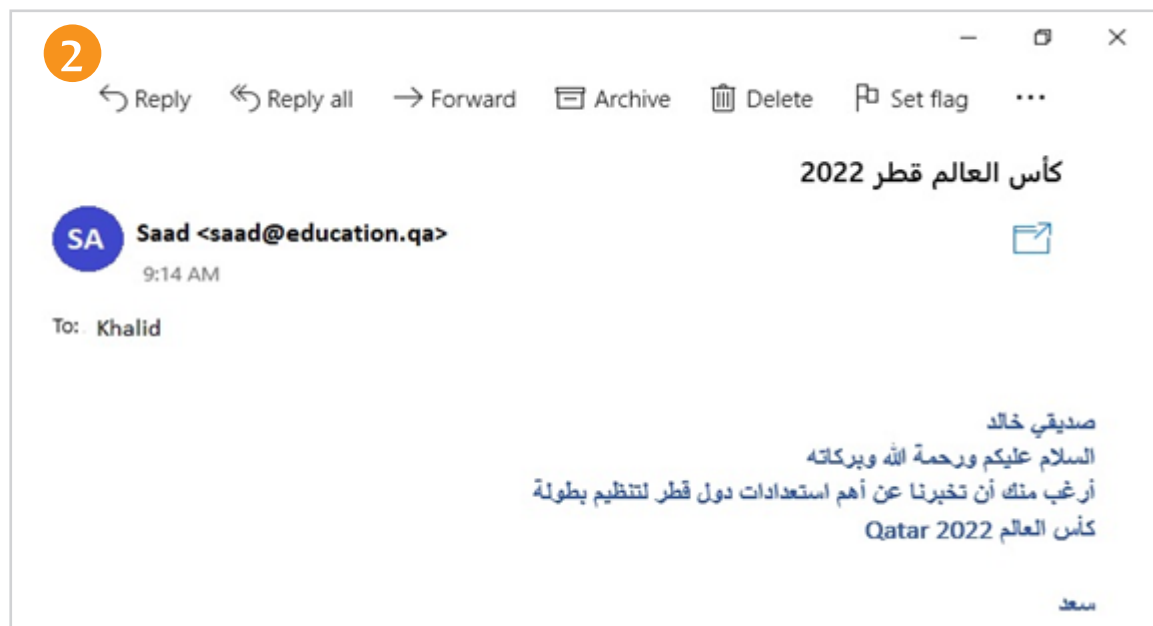 2
Reply Reply all Forward Archive Delete Set flag ...
كأس العالم قطر 2022
SA Saad <saad@education.qa>
9:14 AM
To: Khalid
صديقي خالد
السلام عليكم ورحمة الله وبركاته
أرغب منك أن تخبرنا عن أهم استعدادات دول قطر لتنظيم بطولة
كأس العالم Qatar 2022
سعد